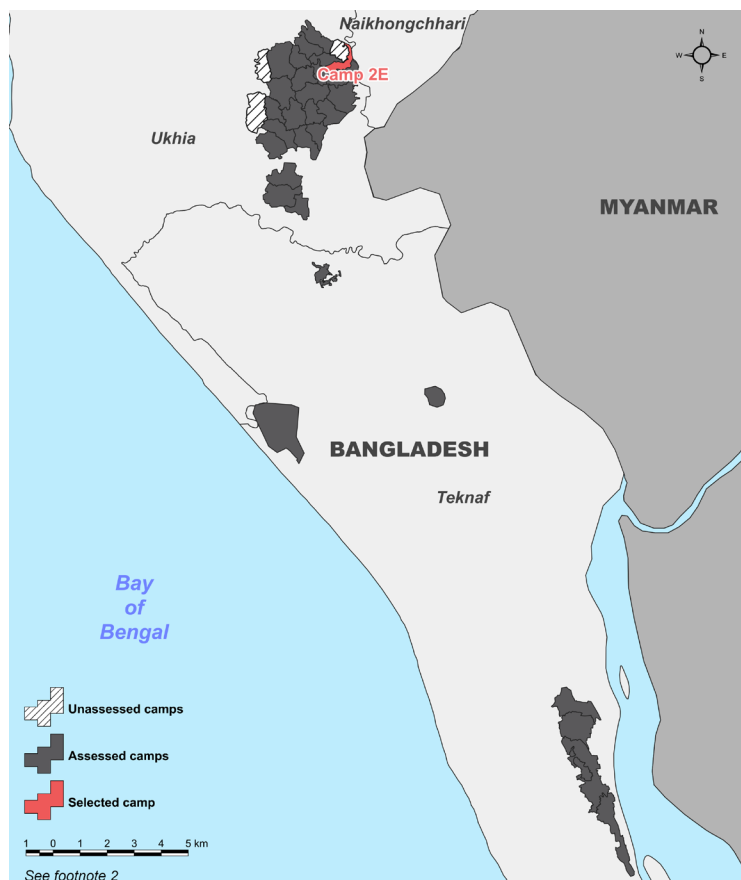 Naikhongchhari
N
W E
S
Camp 2E
Ukhia
MYANMAR
BANGLADESH
Teknaf
Bay
of
Bengal
Unassessed camps
Assessed camps
Selected camp
1 0 1 2 3 4 5 km
See footnote 2